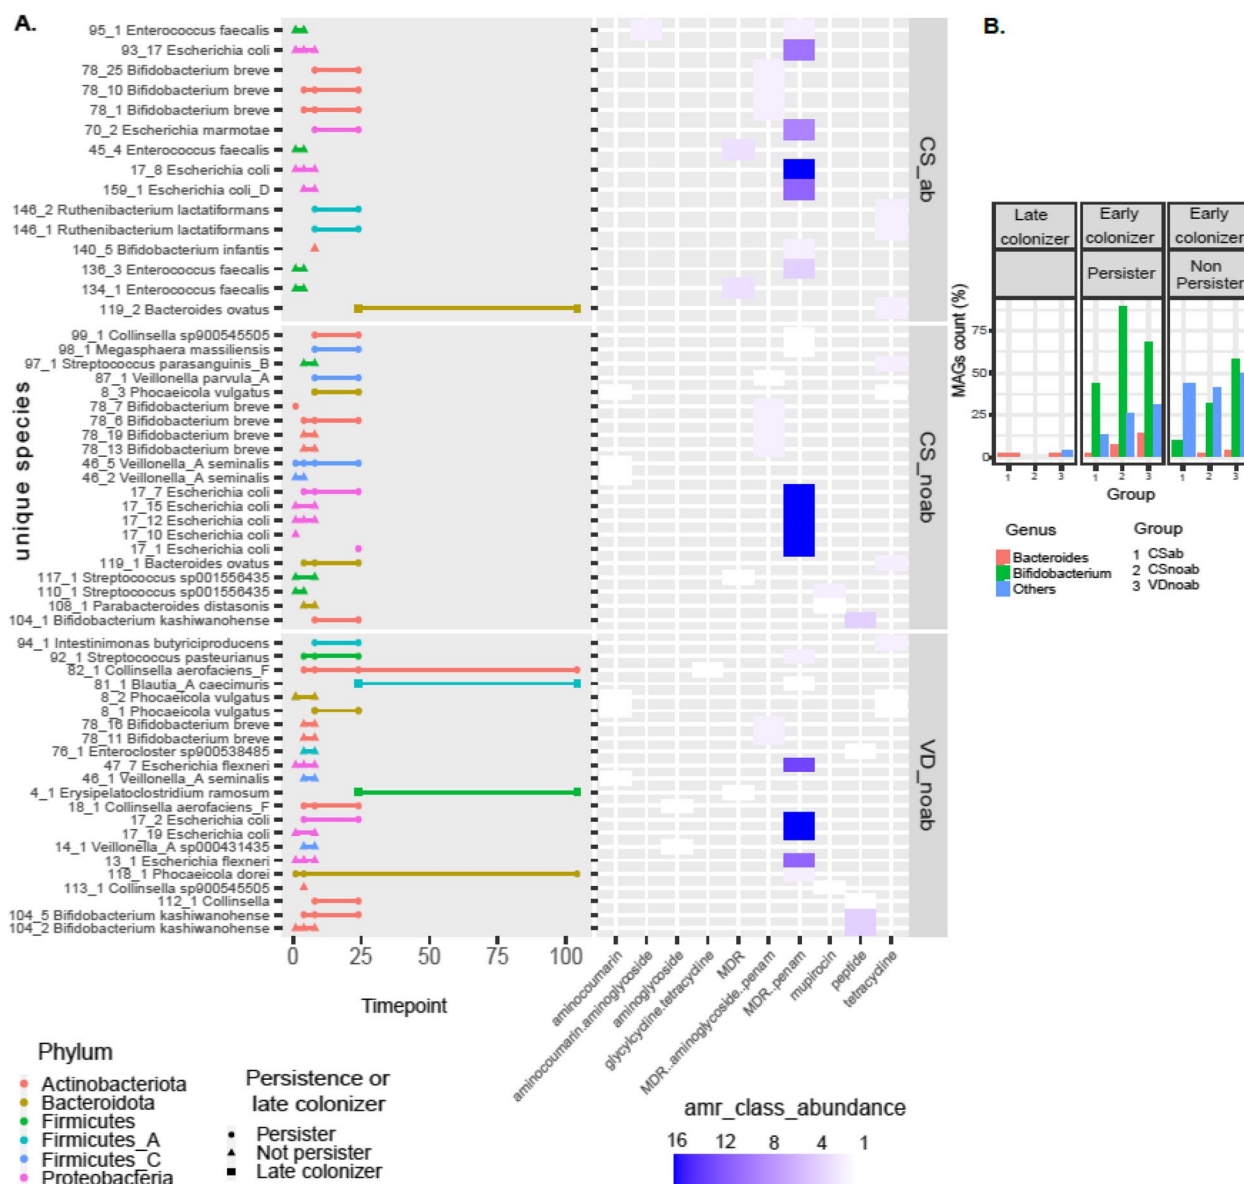 A.
95_1 Enterococcus faecalis
93_17 Escherichia coli
78_25 Bifidobacterium breve
78_10 Bifidobacterium breve
78_1 Bifidobacterium breve
70_2 Escherichia marmotae
45_4 Enterococcus faecalis
17_8 Escherichia coli
159_1 Escherichia coli_D
146_2 Ruthenibacterium lactatiformans
146_1 Ruthenibacterium lactatiformans
140_5 Bifidobacterium infantis
136_3 Enterococcus faecalis
134_1 Enterococcus faecalis
119_2 Bacteroides ovatus
CS_ab
99_1 Collinsella sp900545505
98_1 Megasphaera massiliensis
97_1 Streptococcus parasanguinis_B
87_1 Veillonella parvula_A
8_3 Phocaeicola vulgatus
78_7 Bifidobacterium breve
78_6 Bifidobacterium breve
78_19 Bifidobacterium breve
78_13 Bifidobacterium breve
46_5 Veillonella_A seminalis
46_2 Veillonella_A seminalis
17_7 Escherichia coli
17_15 Escherichia coli
17_12 Escherichia coli
17_10 Escherichia coli
17_1 Escherichia coli
119_1 Bacteroides ovatus
117_1 Streptococcus sp001556435
110_1 Streptococcus sp001556435
108_1 Parabacteroides distasonis
104_1 Bifidobacterium kashiwanohense
CS_noab
94_1 Intestinimonas butyriciproducens
92_1 Streptococcus pasteurianus
82_1 Collinsella aerofaciens_F
81_1 Blautia_A caecimuris
8_2 Phocaeicola vulgatus
8_1 Phocaeicola vulgatus
78_16 Bifidobacterium breve
78_11 Bifidobacterium breve
76_1 Enterocloster sp900538485
47_7 Escherichia flexneri
46_1 Veillonella_A seminalis
4_1 Erysipelatoclostridium ramosum
18_1 Collinsella aerofaciens_F
17_2 Escherichia coli
17_19 Escherichia coli
14_1 Veillonella_A sp000431435
13_1 Escherichia flexneri
118_1 Phocaeicola dorei
113_1 Collinsella sp900545505
112_1 Collinsella
104_5 Bifidobacterium kashiwanohense
104_2 Bifidobacterium kashiwanohense
VD_noab
unique species
0 25 50 75 100
Timepoint
aminocoumarin
aminocoumarin.aminoglycoside
aminoglycoside
glycylcycline.tetracycline
MDR
MDR..aminoglycoside..penam
MDR..penam
mupirocin
peptide
tetracycline
Phylum
Actinobacteriota
Bacteroidota
Firmicutes
Firmicutes_A
Firmicutes_C
Proteobacteria
Persistence or
late colonizer
Persister
Not persister
Late colonizer
amr_class_abundance
16 12 8 4 1
B.
Late
colonizer
Early
colonizer
Persister
Early
colonizer
Non
Persister
MAGs count (%)
75
50
25
0
1 2 3 1 2 3 1 2 3
Group
Genus
Bacteroides
Bifidobacterium
Others
Group
1 CSab
2 CSnoab
3 VDnoab